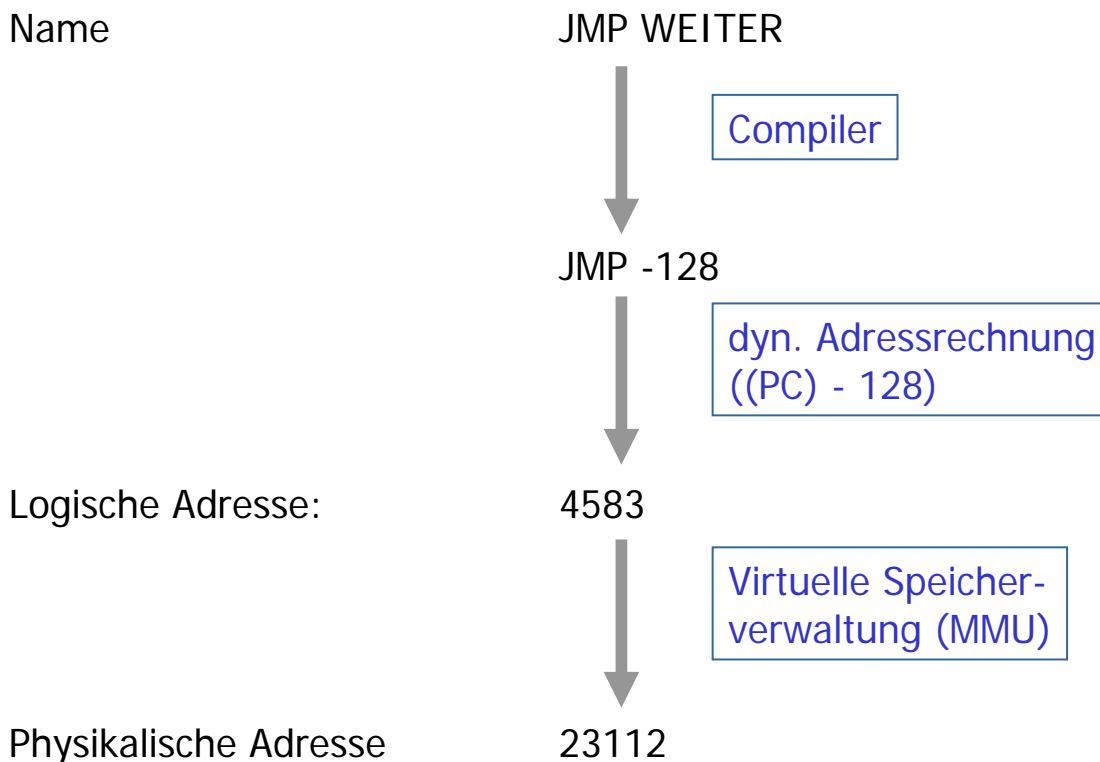 Name
JMP WEITER
Compiler
JMP -128
dyn. Adressrechnung
((PC) - 128)
Logische Adresse:
4583
Virtuelle Speicher-
verwaltung (MMU)
Physikalische Adresse
23112